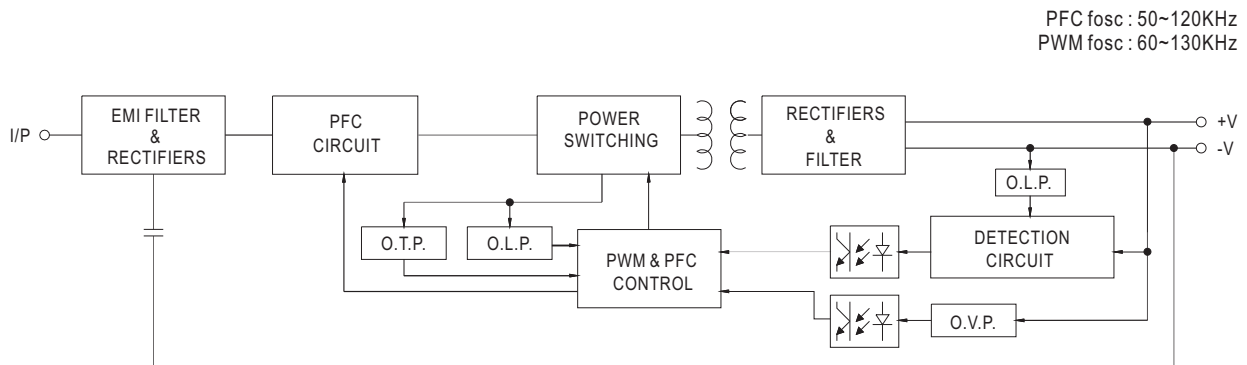 PFC fosc : 50~120KHz
PWM fosc : 60~130KHz
I/P
EMI FILTER
&
RECTIFIERS
PFC
CIRCUIT
POWER
SWITCHING
RECTIFIERS
&
FILTER
+V
-V
O.L.P.
O.T.P.
O.L.P.
PWM & PFC
CONTROL
DETECTION
CIRCUIT
O.V.P.